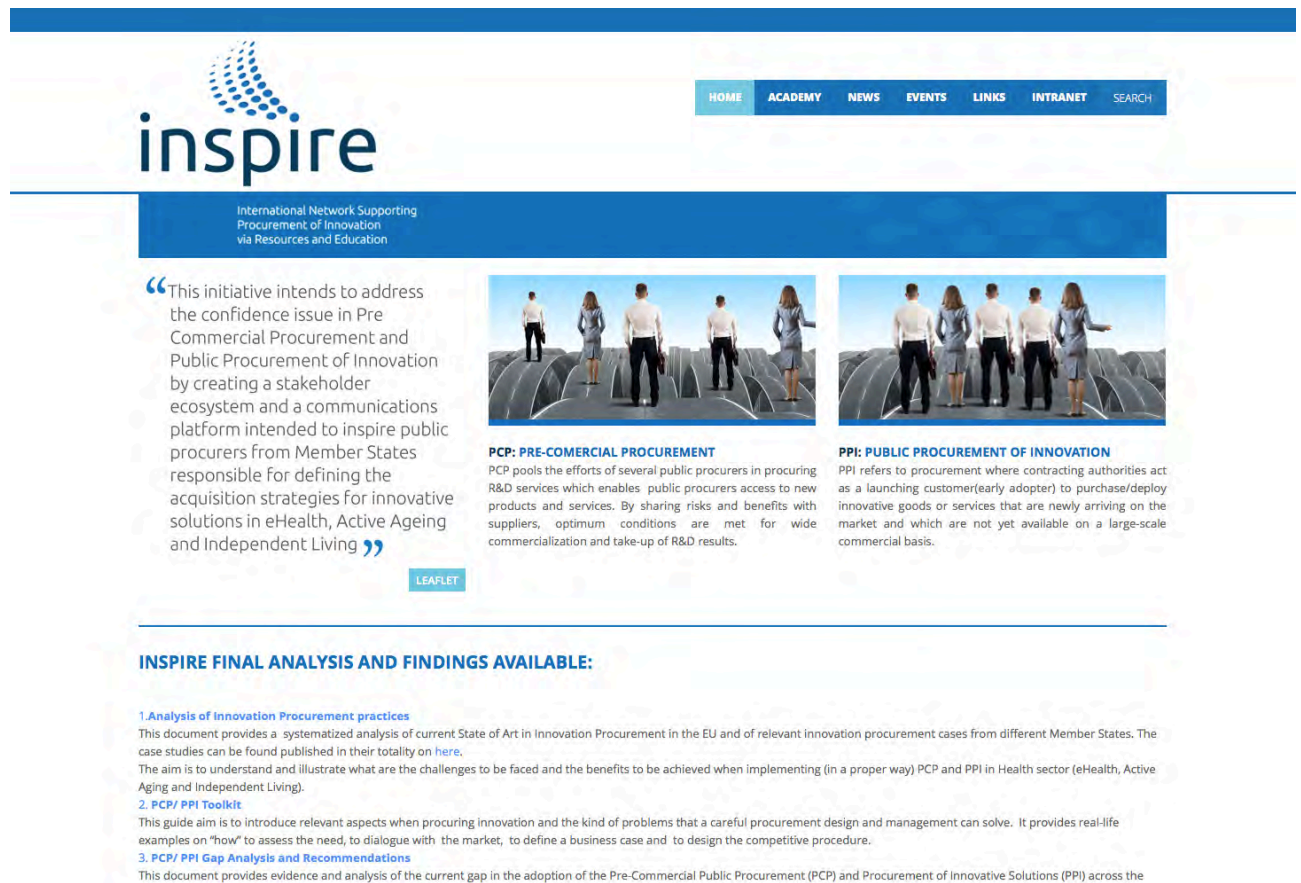 inspire
HOME ACADEMY NEWS EVENTS LINKS INTRANET SEARCH
International Network Supporting
Procurement of Innovation
via Resources and Education
“This initiative intends to address
the confidence issue in Pre
Commercial Procurement and
Public Procurement of Innovation
by creating a stakeholder
ecosystem and a communications
platform intended to inspire public
procurers from Member States
responsible for defining the
acquisition strategies for innovative
solutions in eHealth, Active Ageing
and Independent Living”
LEAFLET
PCP: PRE-COMERCIAL PROCUREMENT
PCP pools the efforts of several public procurers in procuring
R&D services which enables public procurers access to new
products and services. By sharing risks and benefits with
suppliers, optimum conditions are met for wide
commercialization and take-up of R&D results.
PPI: PUBLIC PROCUREMENT OF INNOVATION
PPI refers to procurement where contracting authorities act
as a launching customer(early adopter) to purchase/deploy
innovative goods or services that are newly arriving on the
market and which are not yet available on a large-scale
commercial basis.
INSPIRE FINAL ANALYSIS AND FINDINGS AVAILABLE:
1.Analysis of Innovation Procurement practices
This document provides a systematized analysis of current State of Art in Innovation Procurement in the EU and of relevant innovation procurement cases from different Member States. The
case studies can be found published in their totality on here.
The aim is to understand and illustrate what are the challenges to be faced and the benefits to be achieved when implementing (in a proper way) PCP and PPI in Health sector (eHealth, Active
Aging and Independent Living).
2. PCP/ PPI Toolkit
This guide aim is to introduce relevant aspects when procuring innovation and the kind of problems that a careful procurement design and management can solve. It provides real-life
examples on “how” to assess the need, to dialogue with the market, to define a business case and to design the competitive procedure.
3. PCP/ PPI Gap Analysis and Recommendations
This document provides evidence and analysis of the current gap in the adoption of the Pre-Commercial Public Procurement (PCP) and Procurement of Innovative Solutions (PPI) across the